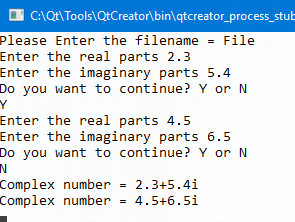 C:\Qt\Tools\QtCreator\bin\qtcreator_process_stub
Please Enter the filename = File
Enter the real parts 2.3
Enter the imaginary parts 5.4
Do you want to continue? Y or N
Y
Enter the real parts 4.5
Enter the imaginary parts 6.5
Do you want to continue? Y or N
N
Complex number = 2.3+5.4i
Complex number = 4.5+6.5i